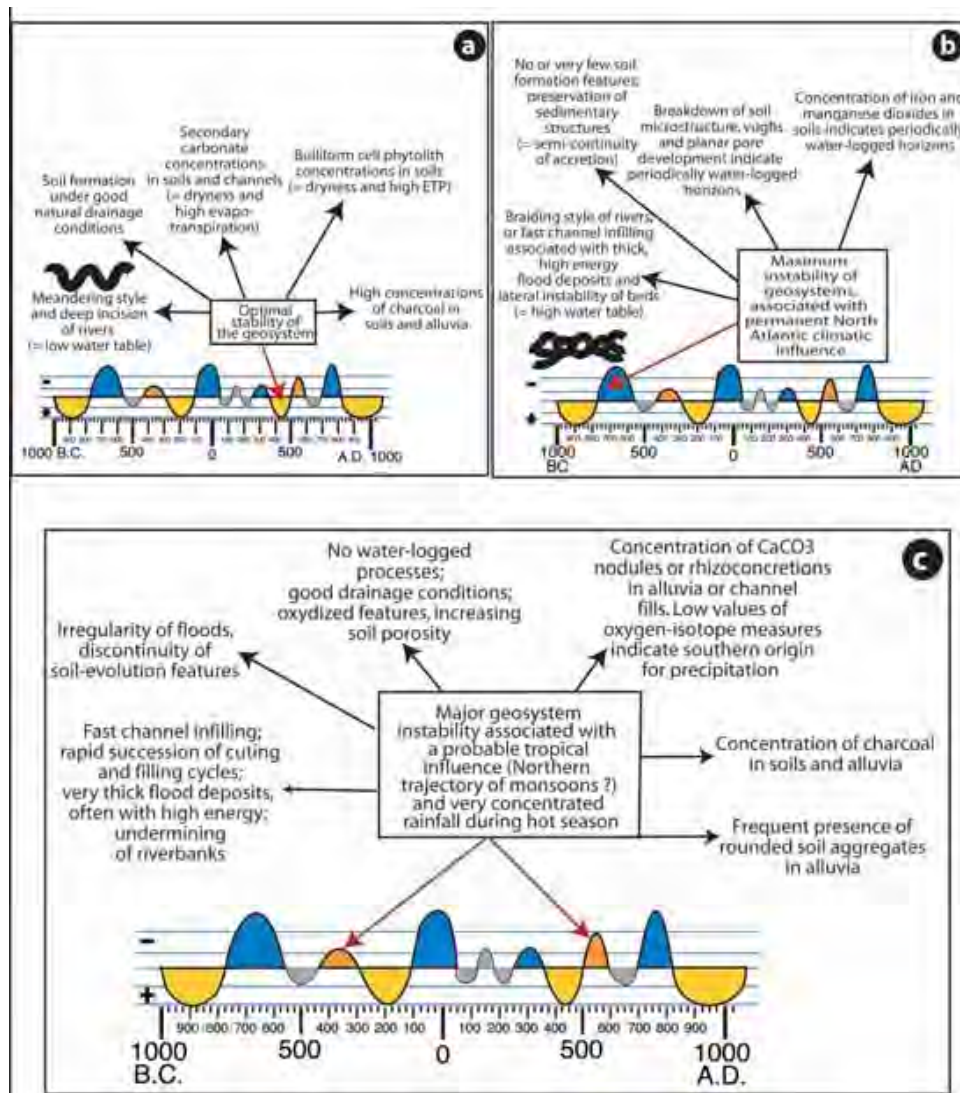 a
Soil formation
under good
natural drainage
conditions
Secondary
carbonate
concentrations
in soils and channels
(= dryness and
high evapo-
transpiration)
Bulliform cell phytolith
concentrations in soils
(= dryness and high ETP)
Meandering style
and deep incision
of rivers
(= low water table)
Optimal
stability of
the geosystem
High concentrations
of charcoal in
soils and alluvia
-
+
1000 B.C.
500
0
500
A.D. 1000
b
No or very few soil
formation features;
preservation of
sedimentary
structures
(= semi-continuity
of accretion)
Breakdown of soil
microstructure, vughs
and planar pore
development indicate
periodically water-logged
horizons
Concentration of iron and
manganese dioxides in
soils indicates periodically
water-logged horizons
Braiding style of rivers,
or fast channel infilling
associated with thick,
high energy
flood deposits and
lateral instability of beds
(= high water table)
Maximum
instability of
geosystems,
associated with
permanent North
Atlantic climatic
influence
-
+
1000
BC
500
0
500
1000
AD
c
Irregularity of floods,
discontinuity of
soil-evolution features
No water-logged
processes;
good drainage conditions;
oxydized features, increasing
soil porosity
Concentration of CaCO3
nodules or rhizoconcretions
in alluvia or channel
fills. Low values of
oxygen-isotope measures
indicate southern origin
for precipitation
Fast channel infilling;
rapid succession of cuting
and filling cycles;
very thick flood deposits,
often with high energy;
undermining
of riverbanks
Major geosystem
instability associated with
a probable tropical
influence (Northern
trajectory of monsoons ?)
and very concentrated
rainfall during hot season
Concentration of charcoal
in soils and alluvia
Frequent presence of
rounded soil aggregates
in alluvia
-
+
900 800 700 600 400 300 200 100 100 200 300 400 600 700 800 900
1000 500 0 500 1000
B.C. A.D.